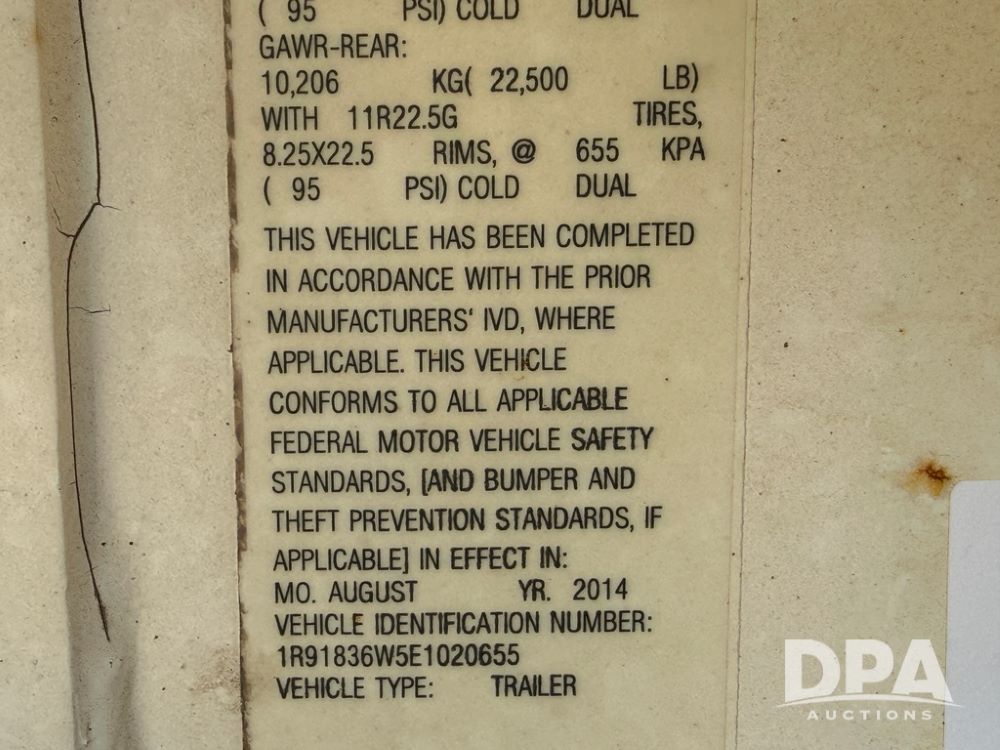 ( 95 PSI) COLD DUAL
GAWR-REAR:
10,206 KG( 22,500 LB)
WITH 11R22.5G TIRES,
8.25X22.5 RIMS, @ 655 KPA
( 95 PSI) COLD DUAL
THIS VEHICLE HAS BEEN COMPLETED
IN ACCORDANCE WITH THE PRIOR
MANUFACTURERS' IVD, WHERE
APPLICABLE. THIS VEHICLE
CONFORMS TO ALL APPLICABLE
FEDERAL MOTOR VEHICLE SAFETY
STANDARDS, [AND BUMPER AND
THEFT PREVENTION STANDARDS, IF
APPLICABLE] IN EFFECT IN:
MO. AUGUST YR. 2014
VEHICLE IDENTIFICATION NUMBER:
1R91836W5E1020655
VEHICLE TYPE: TRAILER
DPA
AUCTIONS